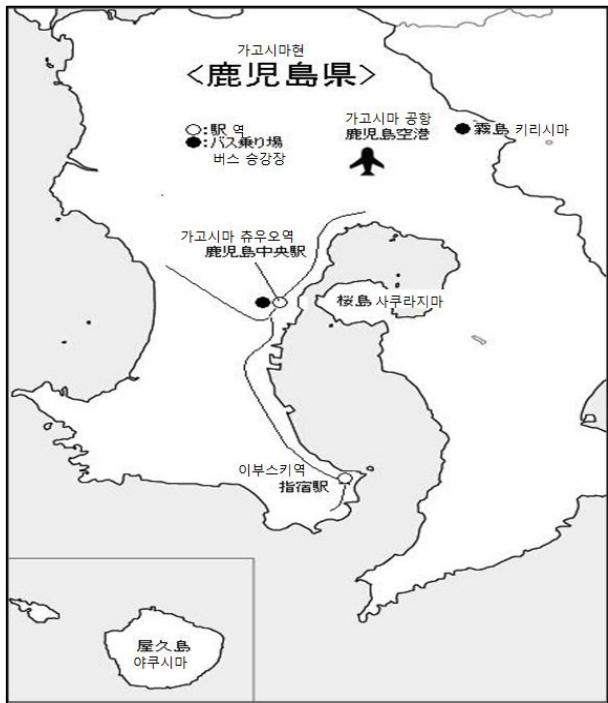 가고시마현
<鹿児島県>
○:駅 역
●:バス乗り場
버스 승강장
가고시마 공항
鹿児島空港
霧島 키리시마
가고시마 츄우오역
鹿児島中央駅
桜島 사쿠라지마
이부스키역
指宿駅
屋久島
야쿠시마